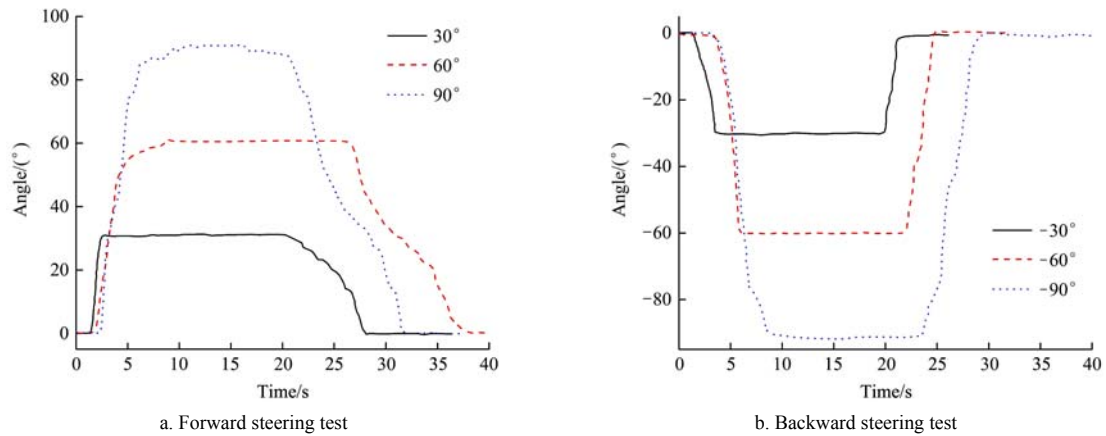 100
80
60
40
20
0
Angle/(°)
30°
60°
90°
0 5 10 15 20 25 30 35 40
Time/s
a. Forward steering test
0
−20
−40
−60
−80
Angle/(°)
−30°
−60°
−90°
0 5 10 15 20 25 30 35 40
Time/s
b. Backward steering test